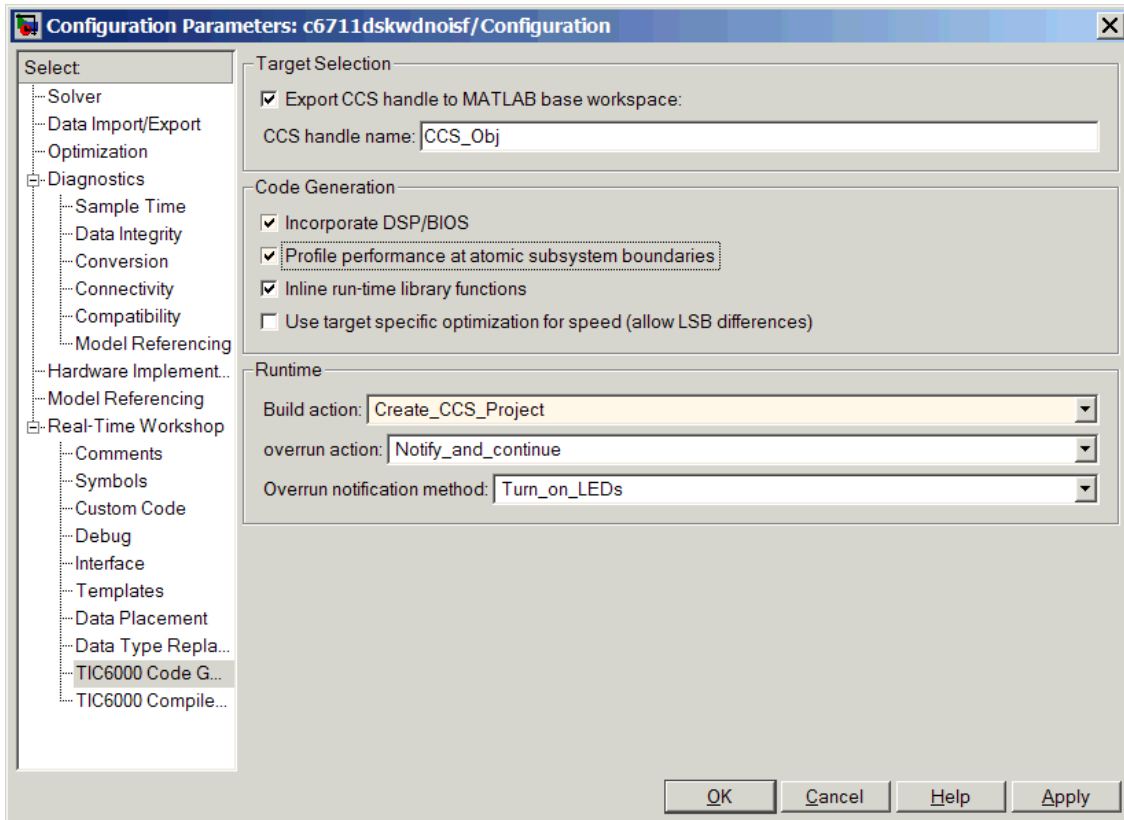 Configuration Parameters: c6711dskwdnoisf/Configuration
Select:
Solver
Data Import/Export
Optimization
Diagnostics
Sample Time
Data Integrity
Conversion
Connectivity
Compatibility
Model Referencing
Hardware Implement...
Model Referencing
Real-Time Workshop
Comments
Symbols
Custom Code
Debug
Interface
Templates
Data Placement
Data Type Repla...
TIC6000 Code G...
TIC6000 Compile...
Target Selection
Export CCS handle to MATLAB base workspace:
CCS handle name: CCS_Obj
Code Generation
Incorporate DSP/BIOS
Profile performance at atomic subsystem boundaries
Inline run-time library functions
Use target specific optimization for speed (allow LSB differences)
Runtime
Build action: Create_CCS_Project
overrun action: Notify_and_continue
Overrun notification method: Turn_on_LEDs
OK Cancel Help Apply